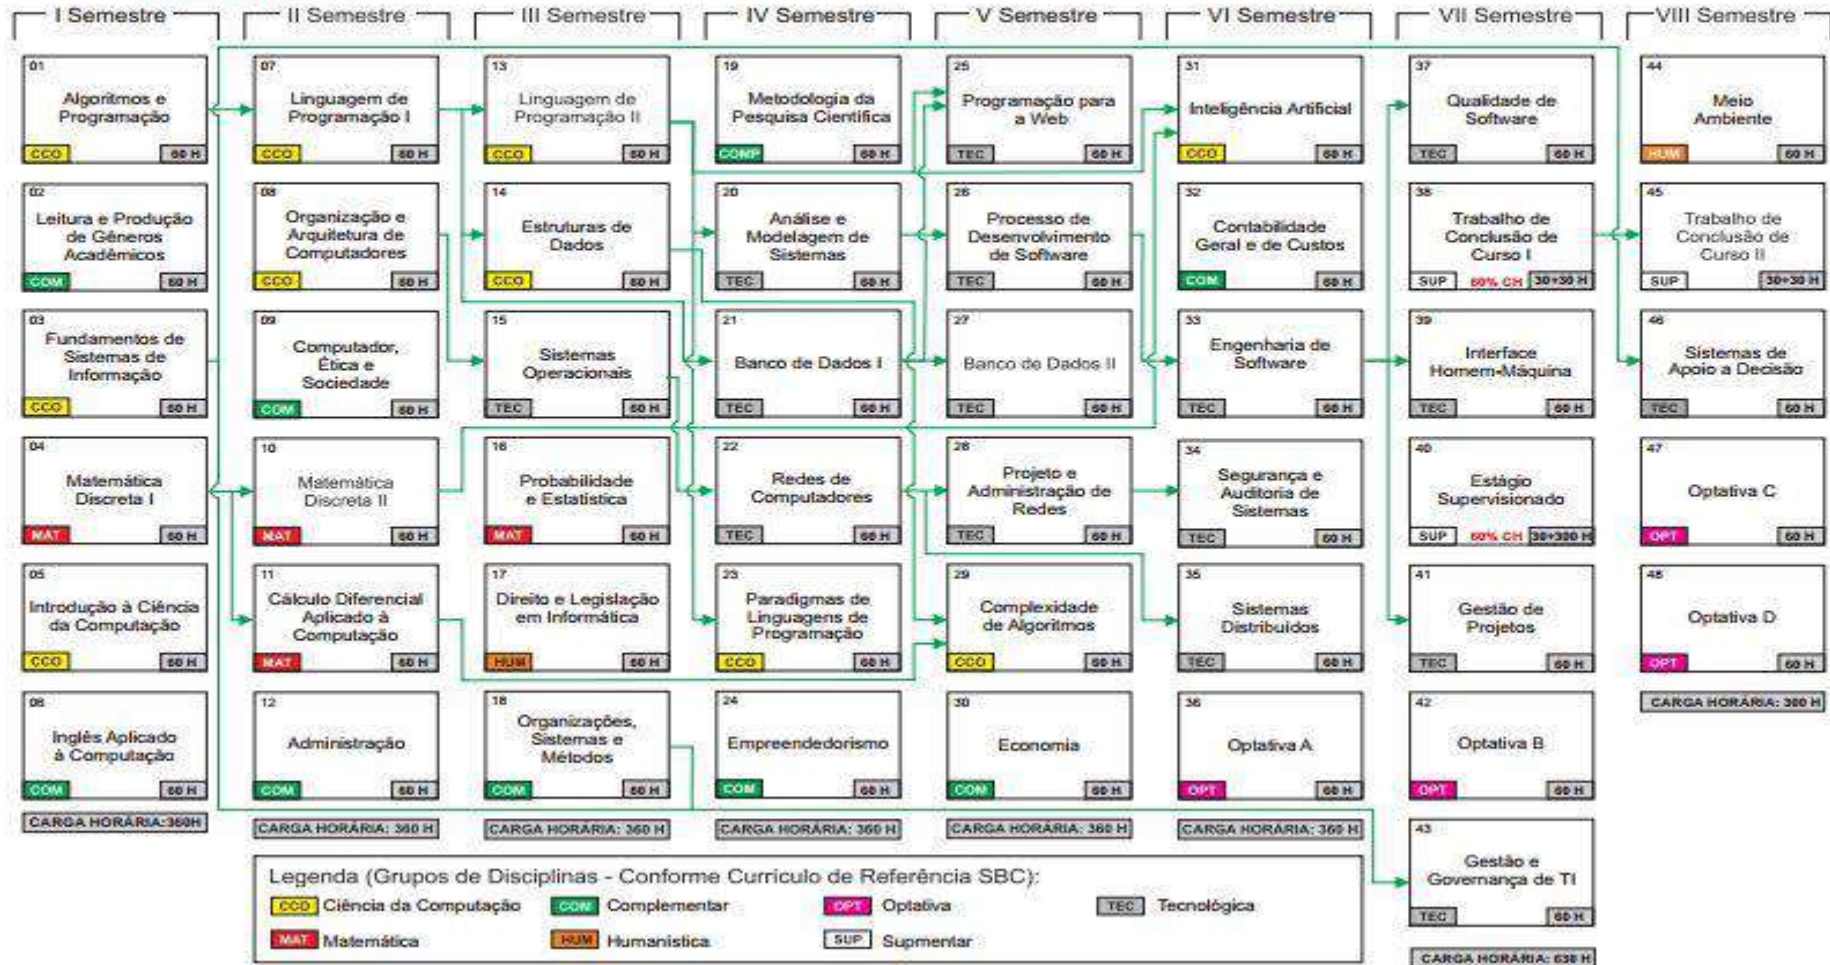 I Semestre
II Semestre
III Semestre
IV Semestre
V Semestre
VI Semestre
VII Semestre
VIII Semestre
01
Algoritmos e
Programação
CCO
60 H
02
Leitura e Produção
de Gêneros
Acadêmicos
COM
60 H
03
Fundamentos de
Sistemas de
Informação
CCO
60 H
04
Matemática
Discreta I
MAT
60 H
05
Introdução à Ciência
da Computação
CCO
60 H
06
Inglês Aplicado
à Computação
COM
60 H
CARGA HORÁRIA:360H
07
Linguagem de
Programação I
CCO
60 H
08
Organização e
Arquitetura de
Computadores
CCO
60 H
09
Computador,
Ética e
Sociedade
COM
60 H
10
Matemática
Discreta II
MAT
60 H
11
Cálculo Diferencial
Aplicado à
Computação
MAT
60 H
12
Administração
COM
60 H
CARGA HORÁRIA: 360 H
13
Linguagem de
Programação II
CCO
60 H
14
Estruturas de
Dados
CCO
60 H
15
Sistemas
Operacionais
TEC
60 H
16
Probabilidade
e Estatística
MAT
60 H
17
Direito e Legislação
em Informática
HUM
60 H
18
Organizações,
Sistemas e
Métodos
COM
60 H
CARGA HORÁRIA: 360 H
19
Metodologia da
Pesquisa Científica
COMP
60 H
20
Análise e
Modelagem de
Sistemas
TEC
60 H
21
Banco de Dados I
TEC
60 H
22
Redes de
Computadores
TEC
60 H
23
Paradigmas de
Linguagens de
Programação
CCO
60 H
24
Empreendedorismo
COM
60 H
CARGA HORÁRIA: 360 H
25
Programação para
a Web
TEC
60 H
26
Processo de
Desenvolvimento
de Software
TEC
60 H
27
Banco de Dados II
TEC
60 H
28
Projeto e
Administração de
Redes
TEC
60 H
29
Complexidade
de Algoritmos
CCO
60 H
30
Economia
COM
60 H
CARGA HORÁRIA: 360 H
31
Inteligência Artificial
CCO
60 H
32
Contabilidade
Geral e de Custos
COM
60 H
33
Engenharia de
Software
TEC
60 H
34
Segurança e
Auditoria de
Sistemas
TEC
60 H
35
Sistemas
Distribuídos
TEC
60 H
36
Optativa A
OPT
60 H
CARGA HORÁRIA: 360 H
37
Qualidade de
Software
TEC
60 H
38
Trabalho de
Conclusão de
Curso I
SUP
60% CH
30+30 H
39
Interface
Homem-Máquina
TEC
60 H
40
Estágio
Supervisionado
SUP
60% CH
30+300 H
41
Gestão de
Projetos
TEC
60 H
42
Optativa B
OPT
60 H
43
Gestão e
Governança de TI
TEC
60 H
CARGA HORÁRIA: 630 H
44
Meio
Ambiente
HUM
60 H
45
Trabalho de
Conclusão de
Curso II
SUP
30+30 H
46
Sistemas de
Apoio a Decisão
TEC
60 H
47
Optativa C
OPT
60 H
48
Optativa D
OPT
60 H
CARGA HORÁRIA: 360 H
Legenda (Grupos de Disciplinas - Conforme Currículo de Referência SBC):
CCO Ciência da Computação
COM Complementar
OPT Optativa
TEC Tecnológica
MAT Matemática
HUM Humanística
SUP Supmentar